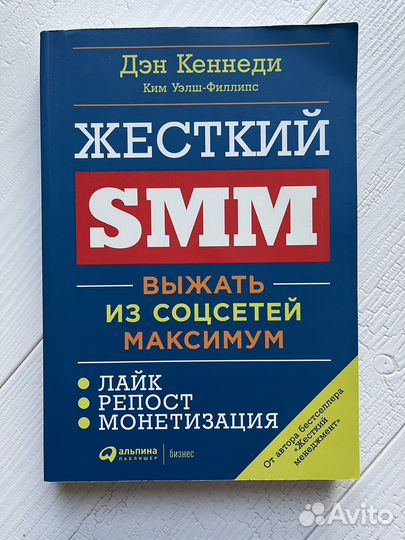 Дэн Кеннеди
Ким Уэлш-Филлипс
ЖЕСТКИЙ
SMM
ВЫЖАТЬ
ИЗ СОЦСЕТЕЙ
МАКСИМУМ
ЛАЙК
РЕПОСТ
МОНЕТИЗАЦИЯ
От автора бестселлера
«Жесткий
менеджмент»
альпина
ПАБЛИШЕР
бизнес
Avito